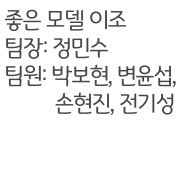 좋은 모델 이조
팀장: 정민수
팀원: 박보현, 변윤섭,
손현진, 전기성